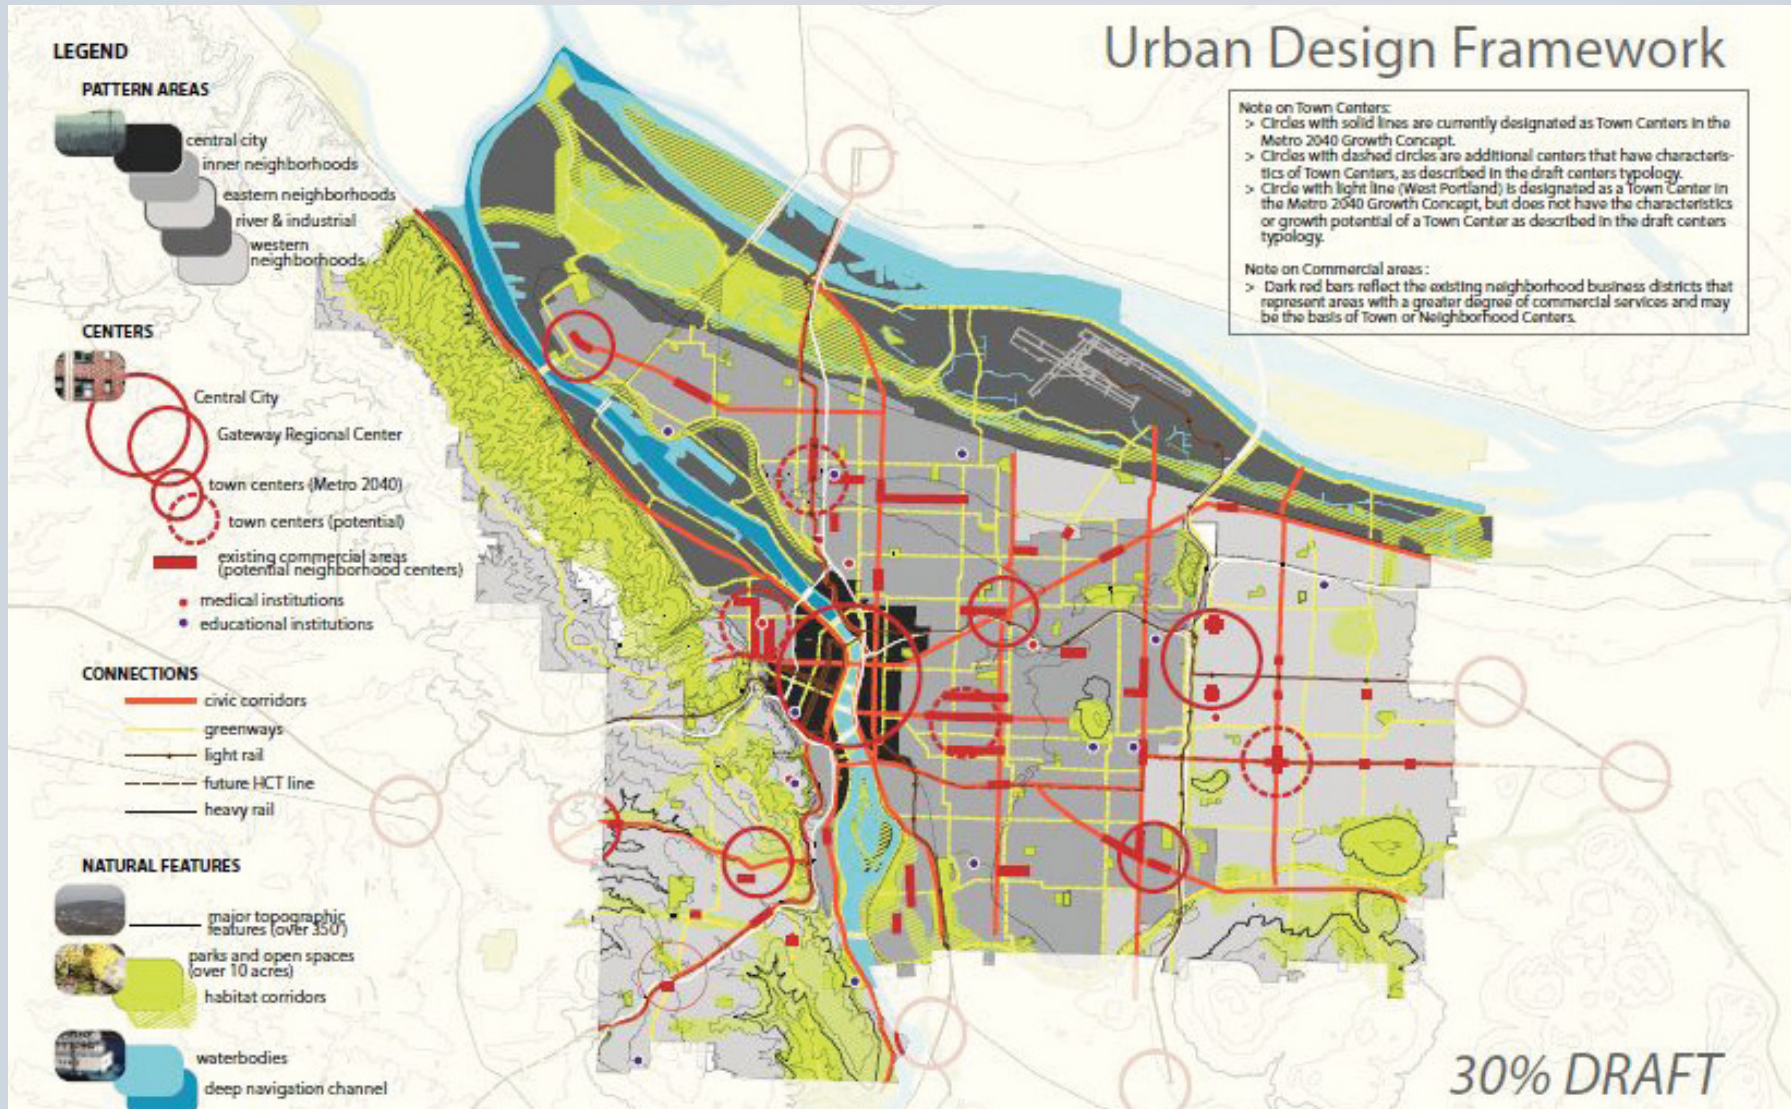 Urban Design Framework
LEGEND
PATTERN AREAS
central city
inner neighborhoods
eastern neighborhoods
river & industrial
western
neighborhoods
CENTERS
Central City
Gateway Regional Center
town centers (Metro 2040)
town centers (potential)
existing commercial areas
(potential neighborhood centers)
medical institutions
educational institutions
CONNECTIONS
civic corridors
greenways
light rail
future HCT line
heavy rail
NATURAL FEATURES
major topographic
features (over 350')
parks and open spaces
(over 10 acres)
habitat corridors
waterbodies
deep navigation channel
Note on Town Centers:
> Circles with solid lines are currently designated as Town Centers in the
Metro 2040 Growth Concept.
> Circles with dashed circles are additional centers that have characteris-
tics of Town Centers, as described in the draft centers typology.
> Circle with light line (West Portland) is designated as a Town Center in
the Metro 2040 Growth Concept, but does not have the characteristics
or growth potential of a Town Center as described in the draft centers
typology.
Note on Commercial areas :
> Dark red bars reflect the existing neighborhood business districts that
represent areas with a greater degree of commercial services and may
be the basis of Town or Neighborhood Centers.
30% DRAFT